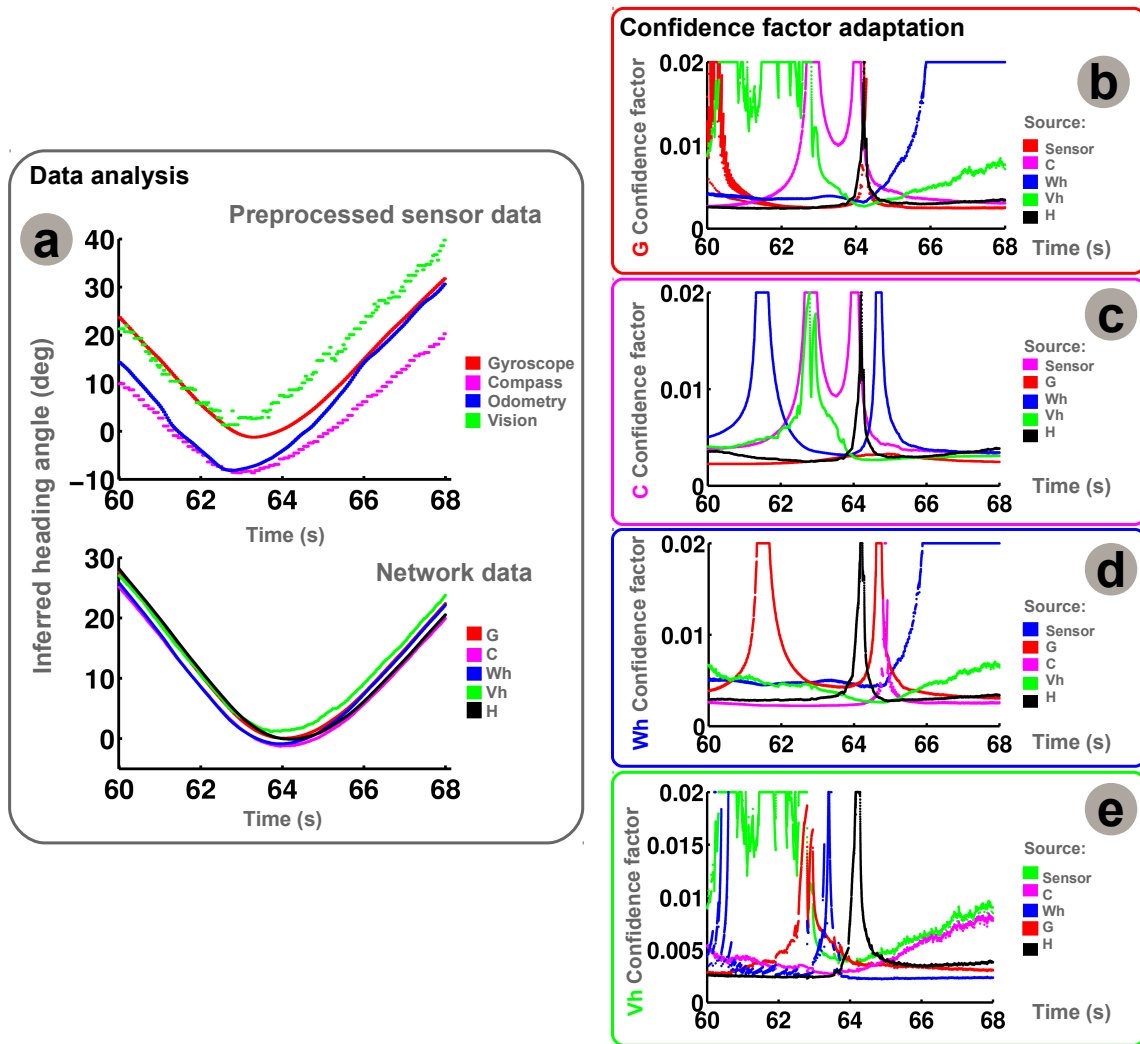 Data analysis
a
Preprocessed sensor data
Inferred heading angle (deg)
40
30
20
10
0
−10
60 62 64 66 68
Time (s)
Gyroscope
Compass
Odometry
Vision
Network data
30
20
10
0
60 62 64 66 68
Time (s)
G
C
Wh
Vh
H
Confidence factor adaptation
b
G Confidence factor
0.02
0.01
0
60 62 64 66 68
Time (s)
Source:
Sensor
C
Wh
Vh
H
c
C Confidence factor
0.02
0.01
0
60 62 64 66 68
Time (s)
Source:
Sensor
G
Wh
Vh
H
d
Wh Confidence factor
0.02
0.01
0
60 62 64 66 68
Time (s)
Source:
Sensor
G
C
Vh
H
e
Vh Confidence factor
0.02
0.015
0.01
0.005
0
60 62 64 66 68
Time (s)
Source:
Sensor
C
Wh
G
H